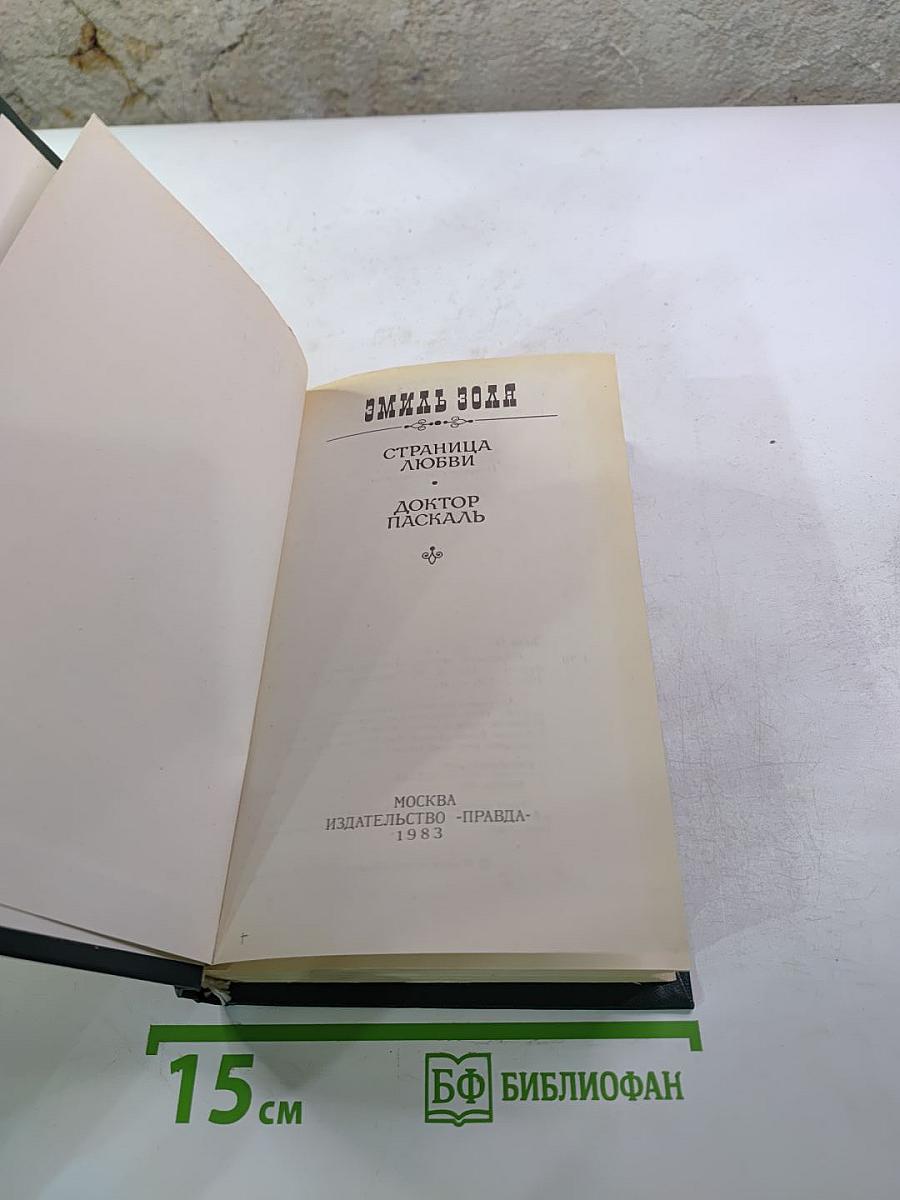 ЭМИЛЬ ЗОЛЯ
СТРАНИЦА
ЛЮБВИ
ДОКТОР
ПАСКАЛЬ
МОСКВА
ИЗДАТЕЛЬСТВО «ПРАВДА»
1983
15 см
БФ БИБЛИОФАН